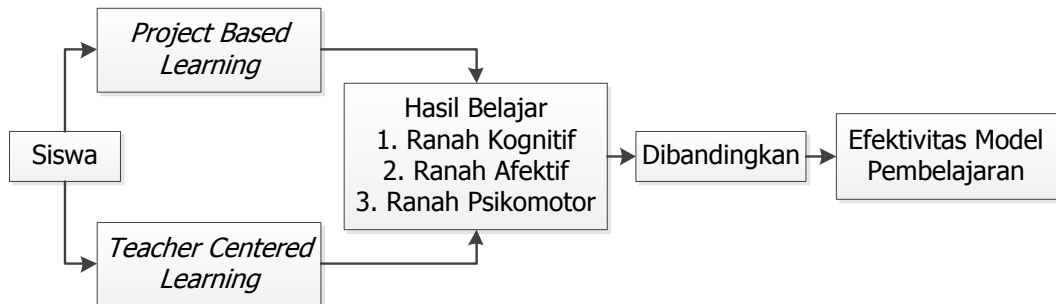 Project Based
Learning
Siswa
Teacher Centered
Learning
Hasil Belajar
1. Ranah Kognitif
2. Ranah Afektif
3. Ranah Psikomotor
Dibandingkan
Efektivitas Model
Pembelajaran